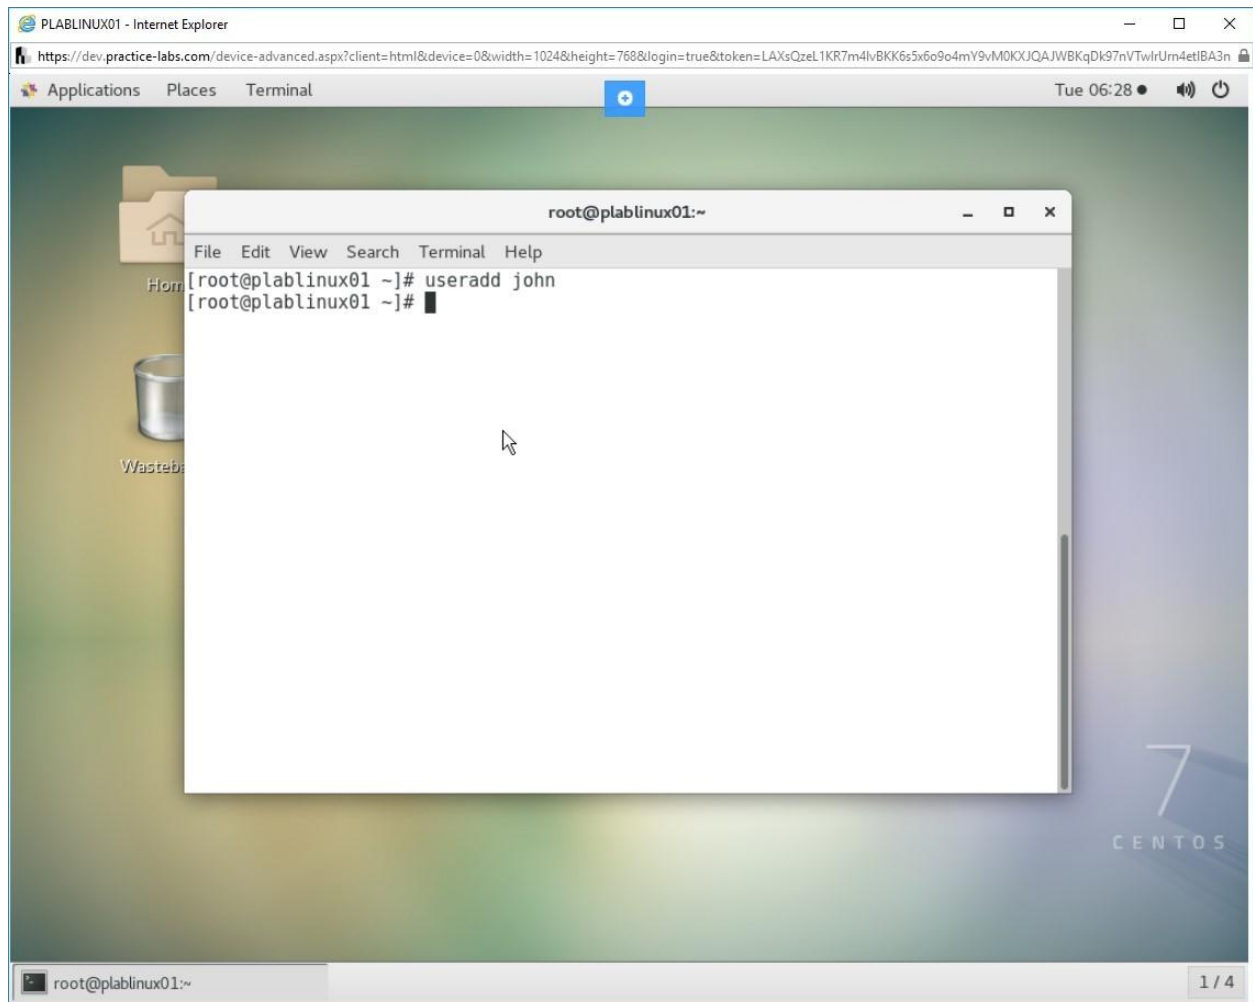 PLABLINUX01 - Internet Explorer
https://dev.practice-labs.com/device-advanced.aspx?client=html&device=0&width=1024&height=768&login=true&token=
Applications Places Terminal Tue 06:28
root@plablinux01:~
File Edit View Search Terminal Help
[root@plablinux01 ~]# useradd john
[root@plablinux01 ~]#
Hom
Wasteb
7
CENTOS
root@plablinux01:~ 1 / 4